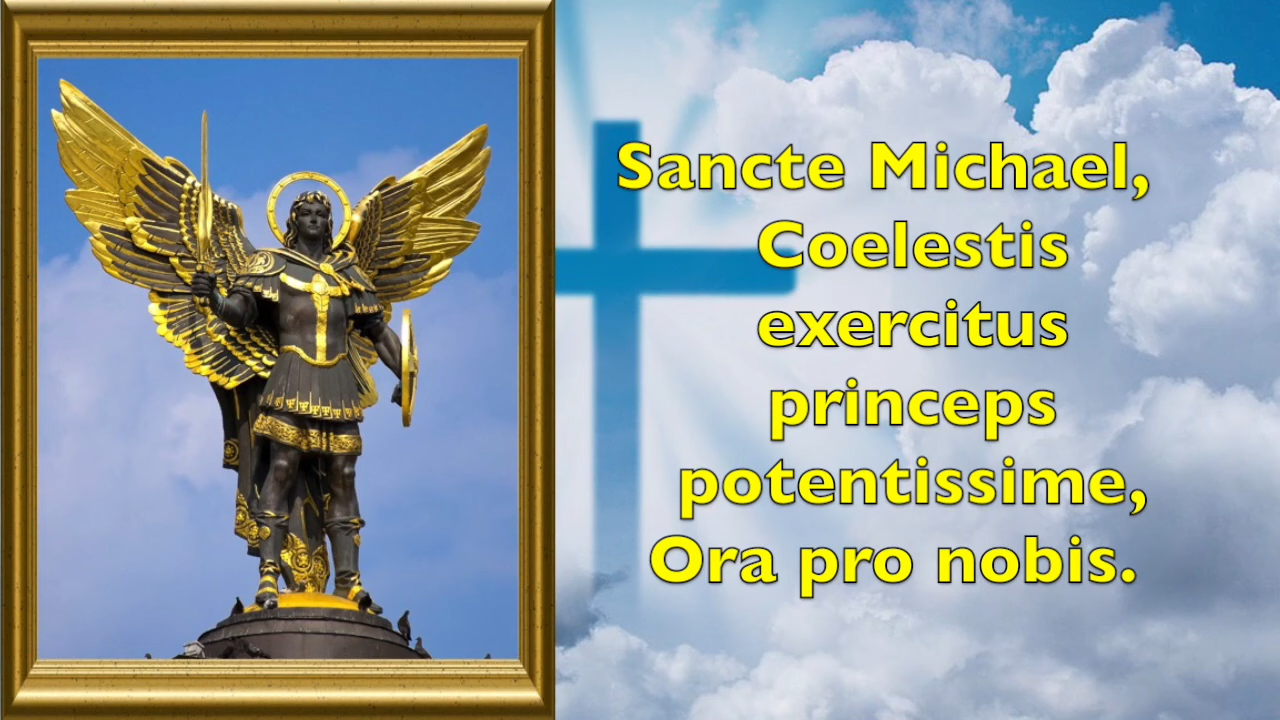 Sancte Michael,
Coelestis
exercitus
princeps
potentissime,
Ora pro nobis.